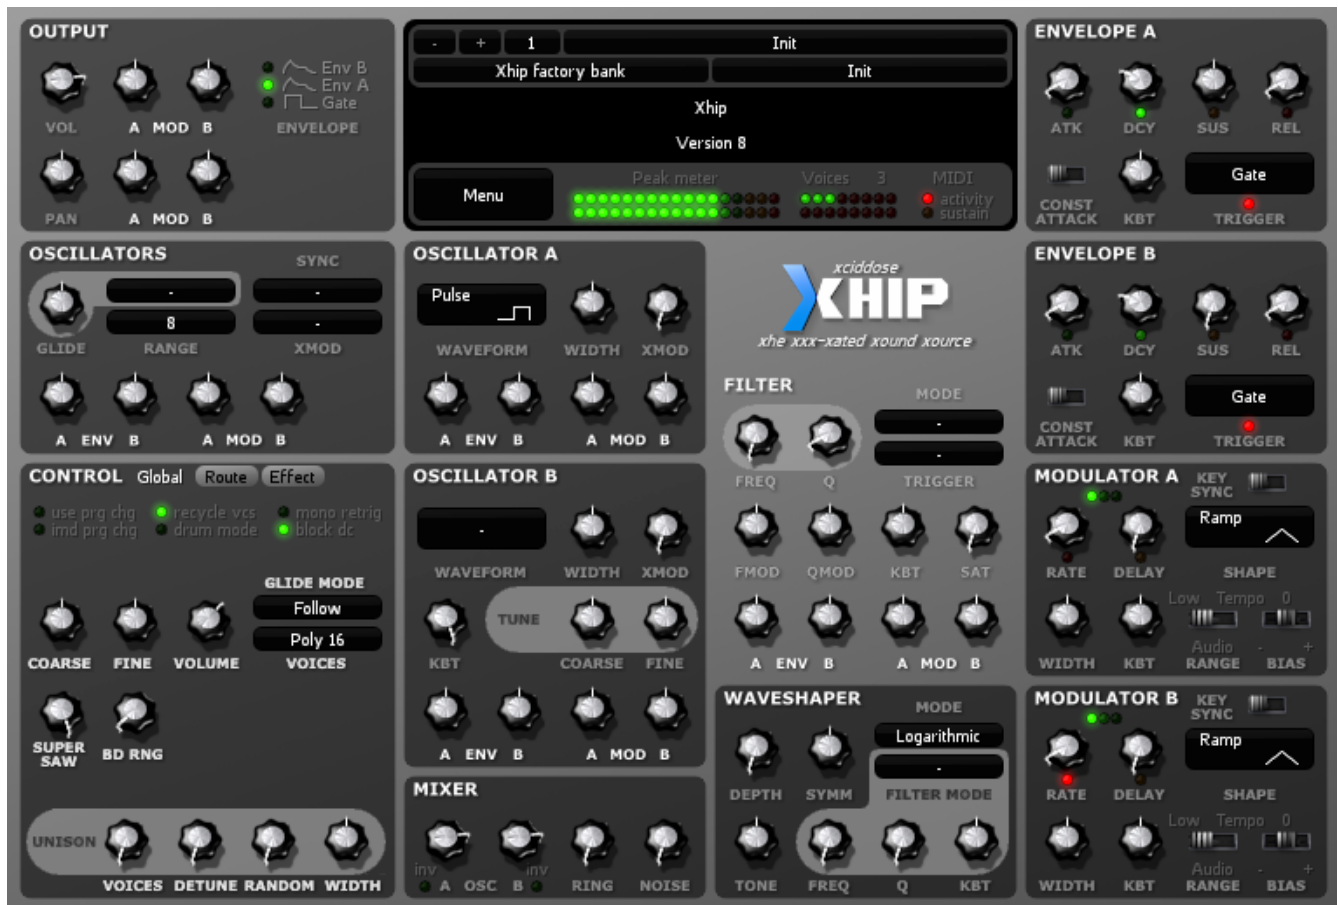 OUTPUT
Env B
Env A
Gate
VOL A MOD B ENVELOPE
PAN A MOD B
- + 1 Init
Xhip factory bank Init
Xhip
Version 8
Menu
Peak meter Voices 3 MIDI
activity
sustain
ENVELOPE A
ATK DCY SUS REL
Gate
CONST
ATTACK KBT TRIGGER
OSCILLATORS SYNC
- -
8 -
GLIDE RANGE XMOD
A ENV B A MOD B
OSCILLATOR A
Pulse
WAVEFORM WIDTH XMOD
A ENV B A MOD B
xciddose
XHIP
xhe xxx-xated xound xource
ENVELOPE B
ATK DCY SUS REL
Gate
CONST
ATTACK KBT TRIGGER
FILTER MODE
-
-
FREQ Q TRIGGER
FMOD QMOD KBT SAT
A ENV B A MOD B
CONTROL Global Route Effect
use prg chg recycle vcs mono retrig
imd prg chg drum mode block dc
GLIDE MODE
Follow
Poly 16
COARSE FINE VOLUME VOICES
SUPER
SAW BD RNG
UNISON
VOICES DETUNE RANDOM WIDTH
OSCILLATOR B
-
WAVEFORM WIDTH XMOD
TUNE
KBT COARSE FINE
A ENV B A MOD B
MIXER
inv inv
A OSC B RING NOISE
WAVESHAPER MODE
Logarithmic
-
DEPTH SYMM FILTER MODE
TONE FREQ Q KBT
MODULATOR A KEY
SYNC
Ramp
RATE DELAY SHAPE
Low Tempo 0
Audio - +
WIDTH KBT RANGE BIAS
MODULATOR B KEY
SYNC
Ramp
RATE DELAY SHAPE
Low Tempo 0
Audio - +
WIDTH KBT RANGE BIAS